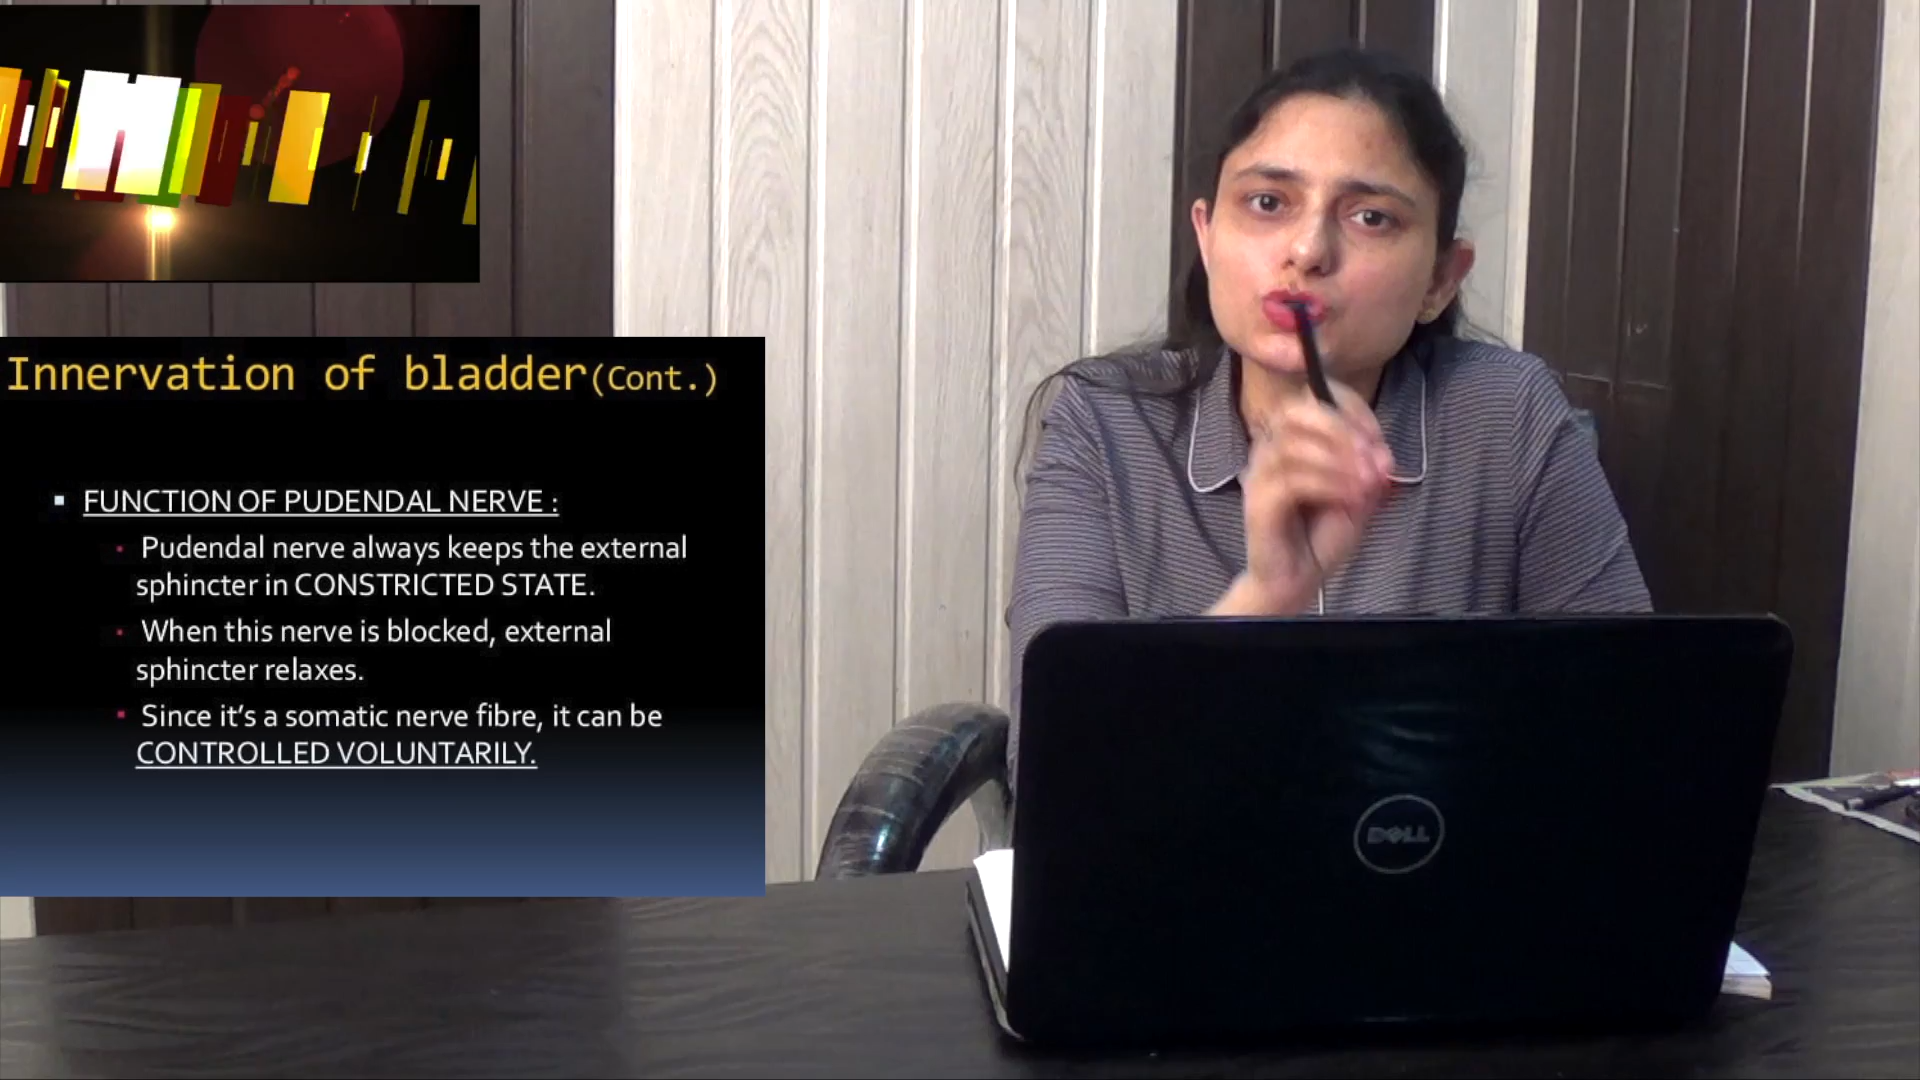 Innervation of bladder(Cont.)
FUNCTION OF PUDENDAL NERVE :
Pudendal nerve always keeps the external
sphincter in CONSTRICTED STATE.
When this nerve is blocked, external
sphincter relaxes.
Since it’s a somatic nerve fibre, it can be
CONTROLLED VOLUNTARILY.
DELL